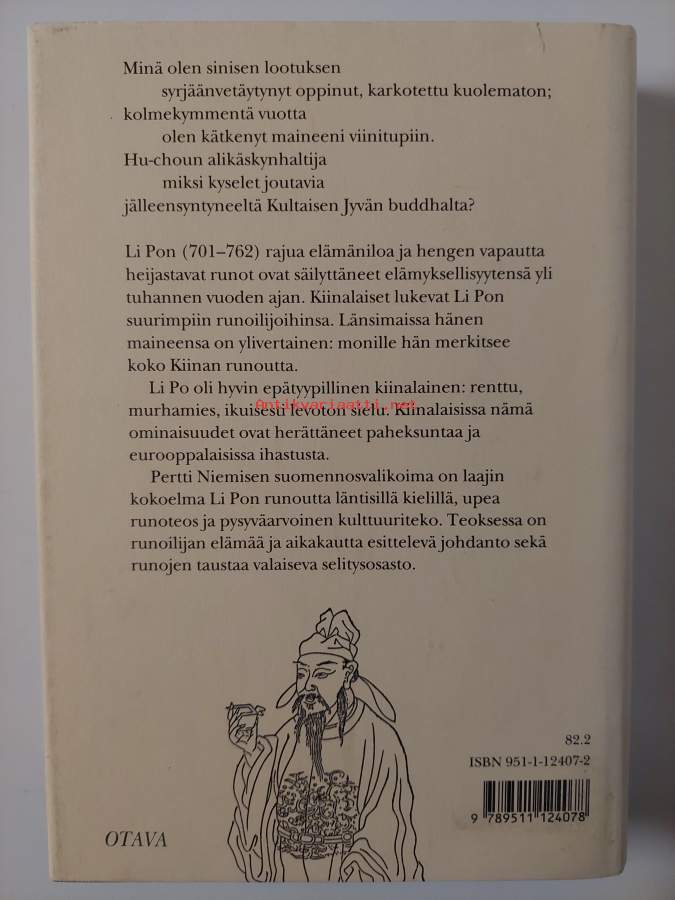 Minä olen sinisen lootuksen
syrjäänvetäytynyt oppinut, karkotettu kuolematon;
kolmekymmentä vuotta
olen kätkenyt maineeni viinitupiin.
Hu-choun alikäskynhaltija
miksi kyselet joutavia
jälleensyntyneeltä Kultaisen Jyvän buddhalta?
Li Pon (701–762) rajua elämäniloa ja hengen vapautta
heijastavat runot ovat säilyttäneet elämyksellisyytensä yli
tuhannen vuoden ajan. Kiinalaiset lukevat Li Pon
suurimpiin runoilijoihinsa. Länsimaissa hänen
maineensa on ylivertainen: monille hän merkitsee
koko Kiinan runoutta.
Li Po oli hyvin epätyypillinen kiinalainen: renttu,
murhamies, ikuisesti levoton sielu. Kiinalaisissa nämä
Antikvariaatti.net
ominaisuudet ovat herättäneet paheksuntaa ja
eurooppalaisissa ihastusta.
Pertti Niemisen suomennosvalikoima on laajin
kokoelma Li Pon runoutta läntisillä kielillä, upea
runoteos ja pysyväarvoinen kulttuuriteko. Teoksessa on
runoilijan elämää ja aikakautta esittelevä johdanto sekä
runojen taustaa valaiseva selitysosasto.
82.2
ISBN 951-1-12407-2
9 789511 124078
OTAVA